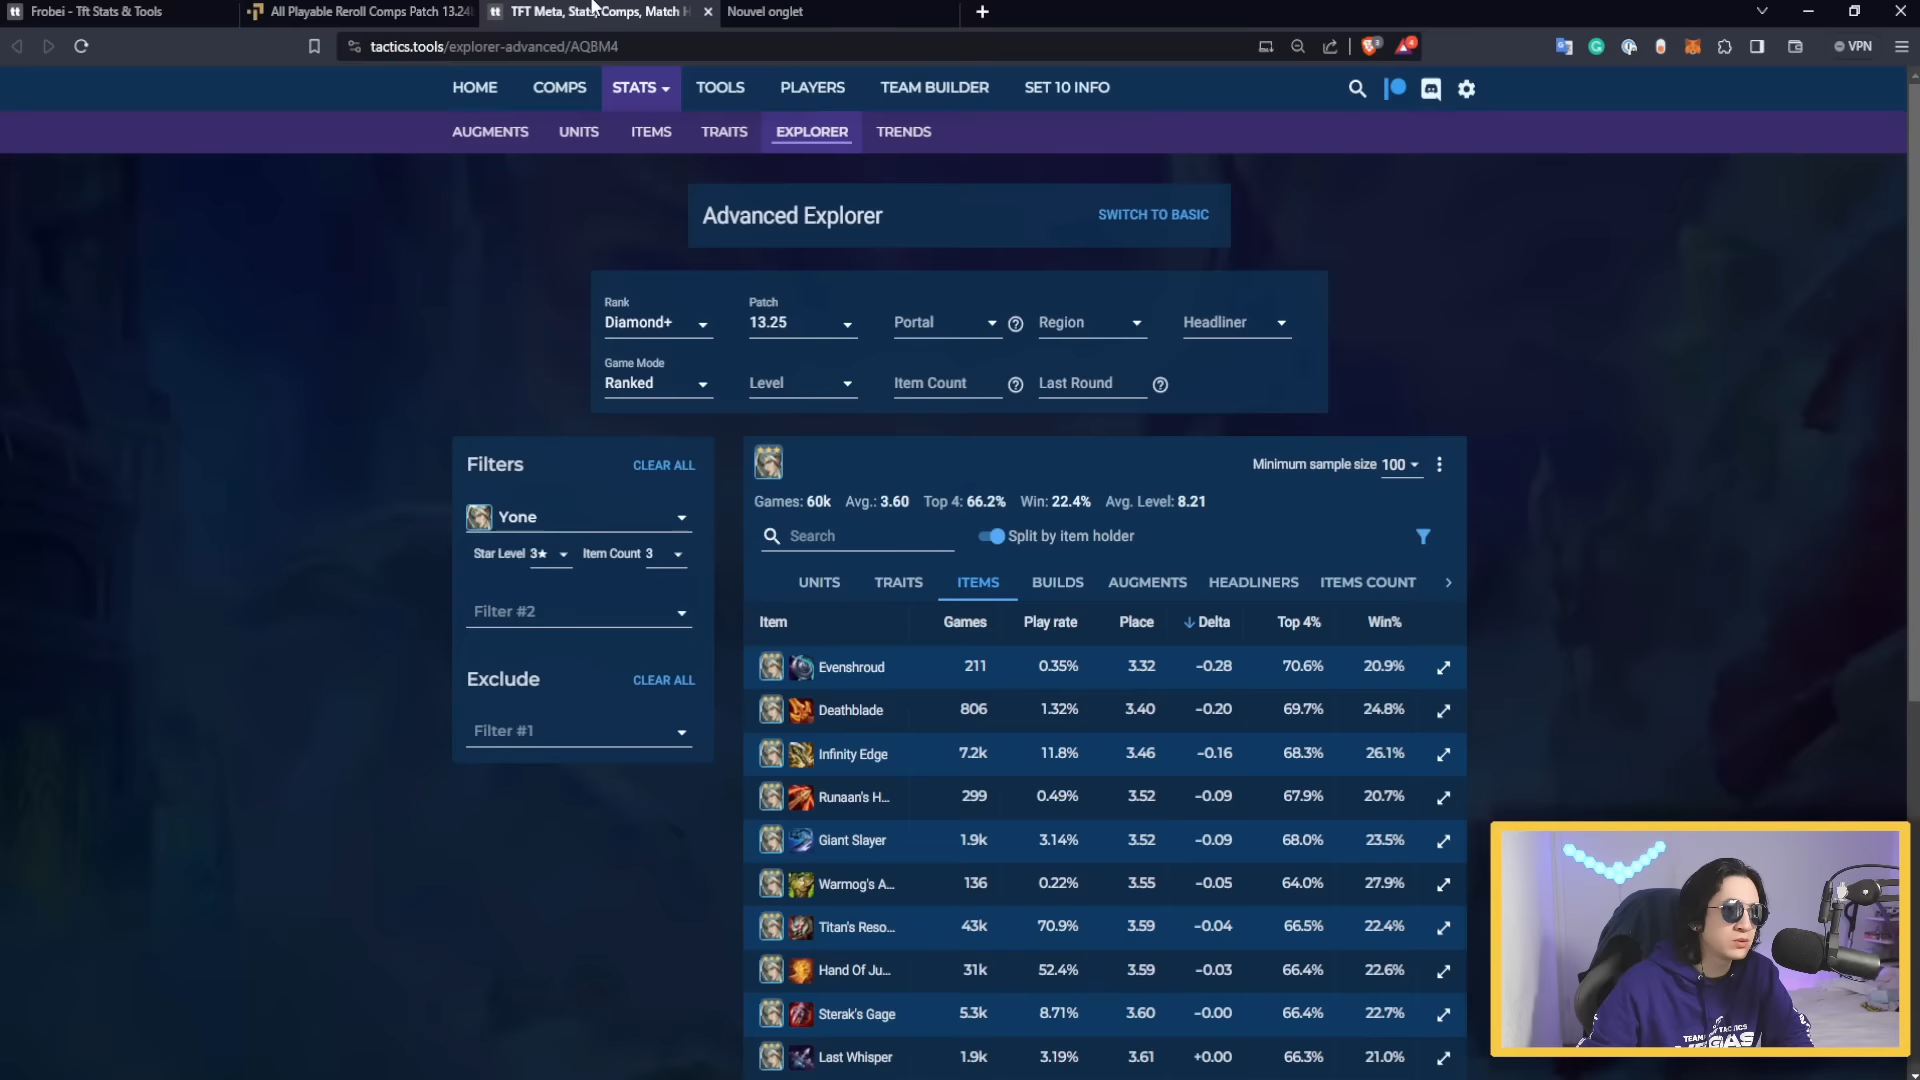 Frobei - Tft Stats & Tools
All Playable Reroll Comps Patch 13.24
TFT Meta, Stats, Comps, Match H
Nouvel onglet
tactics.tools/explorer-advanced/AQBM4
VPN
HOME
COMPS
STATS
TOOLS
PLAYERS
TEAM BUILDER
SET 10 INFO
AUGMENTS
UNITS
ITEMS
TRAITS
EXPLORER
TRENDS
Advanced Explorer
SWITCH TO BASIC
Rank
Patch
Diamond+
13.25
Portal
Region
Headliner
Game Mode
Ranked
Level
Item Count
Last Round
Filters
CLEAR ALL
Yone
Star Level 3★
Item Count 3
Filter #2
Exclude
CLEAR ALL
Filter #1
Minimum sample size 100
Games: 60k Avg.: 3.60 Top 4: 66.2% Win: 22.4% Avg. Level: 8.21
Search
Split by item holder
UNITS TRAITS ITEMS BUILDS AUGMENTS HEADLINERS ITEMS COUNT
Item Games Play rate Place Delta Top 4% Win%
Evenshroud 211 0.35% 3.32 -0.28 70.6% 20.9%
Deathblade 806 1.32% 3.40 -0.20 69.7% 24.8%
Infinity Edge 7.2k 11.8% 3.46 -0.16 68.3% 26.1%
Runaan's H... 299 0.49% 3.52 -0.09 67.9% 20.7%
Giant Slayer 1.9k 3.14% 3.52 -0.09 68.0% 23.5%
Warmog's A... 136 0.22% 3.55 -0.05 64.0% 27.9%
Titan's Reso... 43k 70.9% 3.59 -0.04 66.5% 22.4%
Hand Of Ju... 31k 52.4% 3.59 -0.03 66.4% 22.6%
Sterak's Gage 5.3k 8.71% 3.60 -0.00 66.4% 22.7%
Last Whisper 1.9k 3.19% 3.61 +0.00 66.3% 21.0%
TEAM